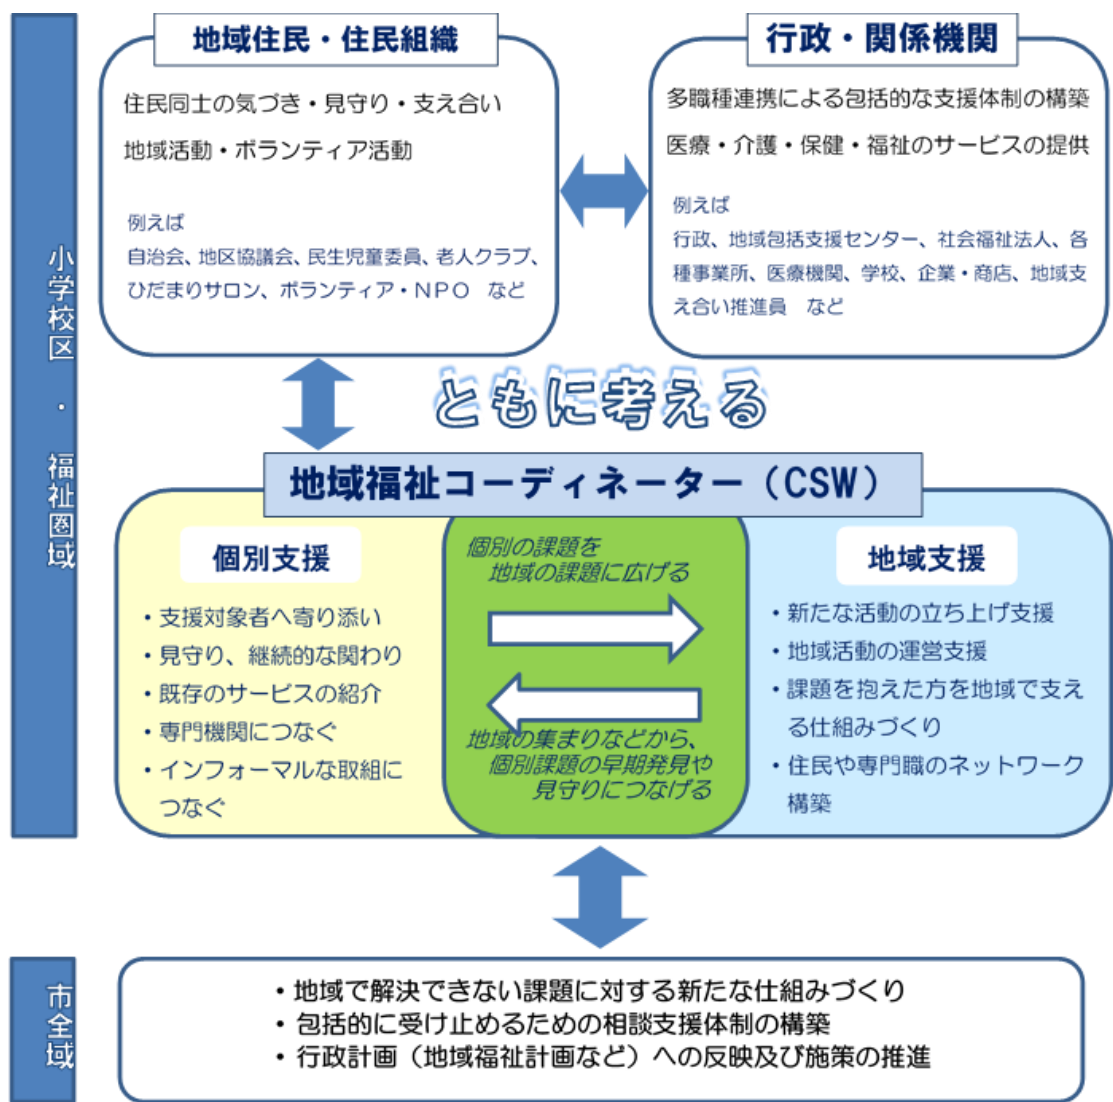 地域住民・住民組織
住民同士の気づき・見守り・支え合い
地域活動・ボランティア活動
例えば
自治会、地区協議会、民生児童委員、老人クラブ、
ひだまりサロン、ボランティア・ＮＰＯ　など
行政・関係機関
多職種連携による包括的な支援体制の構築
医療・介護・保健・福祉のサービスの提供
例えば
行政、地域包括支援センター、社会福祉法人、各
種事業所、医療機関、学校、企業・商店、地域支
え合い推進員　など
小学校区・福祉圏域
ともに考える
地域福祉コーディネーター（CSW）
個別支援
・支援対象者へ寄り添い
・見守り、継続的な関わり
・既存のサービスの紹介
・専門機関につなぐ
・インフォーマルな取組に
つなぐ
個別の課題を
地域の課題に広げる
地域の集まりなどから、
個別課題の早期発見や
見守りにつなげる
地域支援
・新たな活動の立ち上げ支援
・地域活動の運営支援
・課題を抱えた方を地域で支え
る仕組みづくり
・住民や専門職のネットワーク
構築
市全域
・地域で解決できない課題に対する新たな仕組みづくり
・包括的に受け止めるための相談支援体制の構築
・行政計画（地域福祉計画など）への反映及び施策の推進